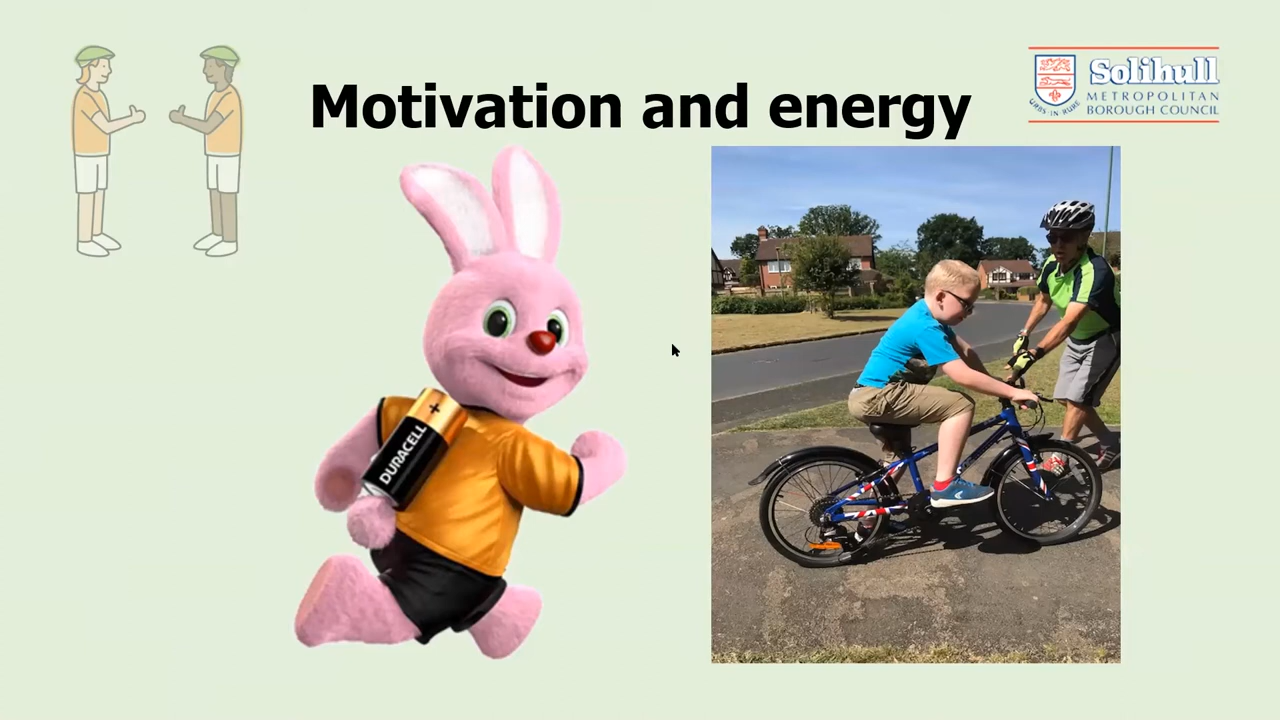 Motivation and energy
Solihull
METROPOLITAN
BOROUGH COUNCIL
URBS · IN · RURE
DURACELL
+